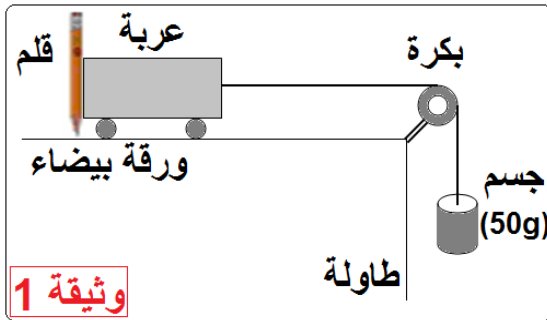 عربة
قلم
بكرة
ورقة بيضاء
جسم
(50g)
طاولة
وثيقة 1